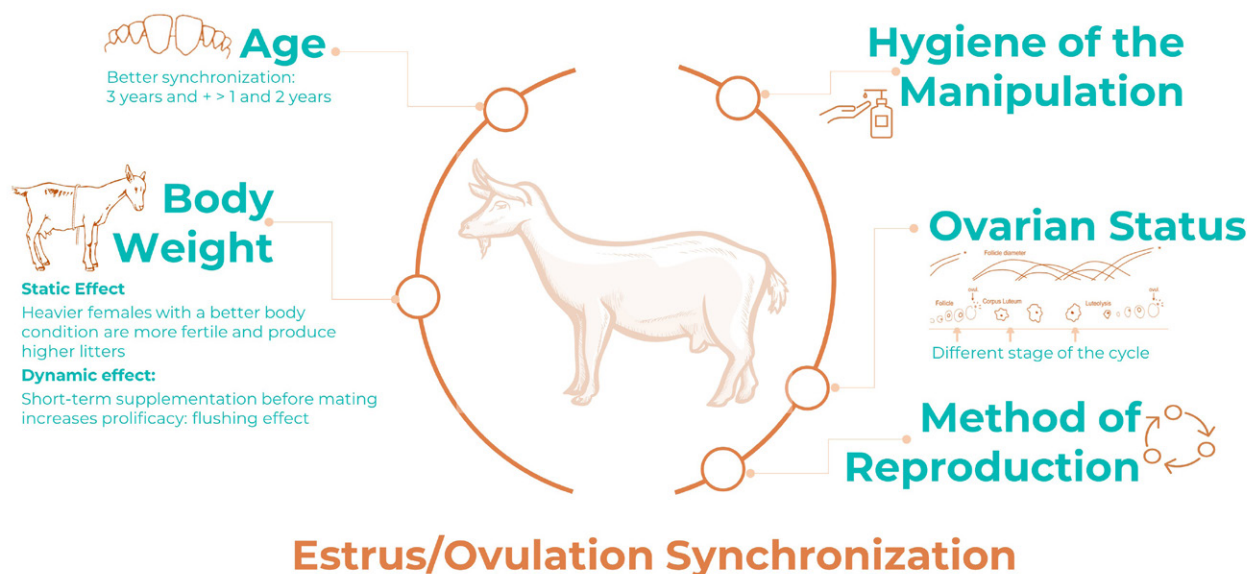 Age
Better synchronization:
3 years and + > 1 and 2 years
Body
Weight
Static Effect
Heavier females with a better body
condition are more fertile and produce
higher litters
Dynamic effect:
Short-term supplementation before mating
increases prolificacy: flushing effect
Hygiene of the
Manipulation
Ovarian Status
Follicle diameter
Follicle
Corpus Luteum
Luteolysis
Different stage of the cycle
Method of
Reproduction
Estrus/Ovulation Synchronization